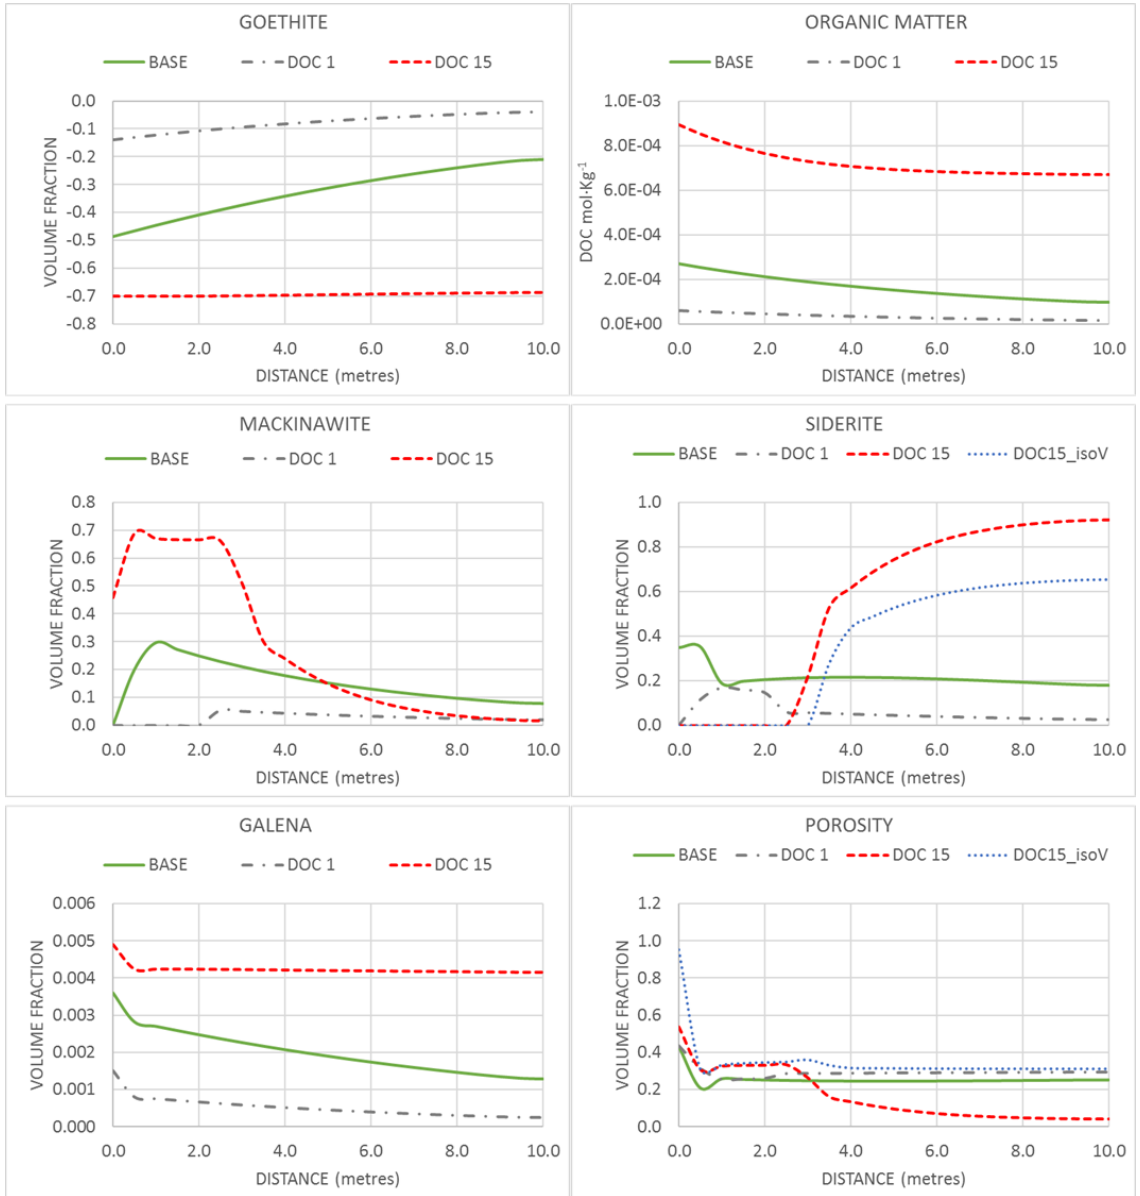 GOETHITE
BASE DOC 1 DOC 15
VOLUME FRACTION
0.0
-0.1
-0.2
-0.3
-0.4
-0.5
-0.6
-0.7
-0.8
0.0 2.0 4.0 6.0 8.0 10.0
DISTANCE (metres)
ORGANIC MATTER
BASE DOC 1 DOC 15
DOC mol·Kg⁻¹
1.0E-03
8.0E-04
6.0E-04
4.0E-04
2.0E-04
0.0E+00
0.0 2.0 4.0 6.0 8.0 10.0
DISTANCE (metres)
MACKINAWITE
BASE DOC 1 DOC 15
VOLUME FRACTION
0.8
0.7
0.6
0.5
0.4
0.3
0.2
0.1
0.0
0.0 2.0 4.0 6.0 8.0 10.0
DISTANCE (metres)
SIDERITE
BASE DOC 1 DOC 15 DOC15_isoV
VOLUME FRACTION
1.0
0.8
0.6
0.4
0.2
0.0
0.0 2.0 4.0 6.0 8.0 10.0
DISTANCE (metres)
GALENA
BASE DOC 1 DOC 15
VOLUME FRACTION
0.006
0.005
0.004
0.003
0.002
0.001
0.000
0.0 2.0 4.0 6.0 8.0 10.0
DISTANCE (metres)
POROSITY
BASE DOC 1 DOC 15 DOC15_isoV
VOLUME FRACTION
1.2
1.0
0.8
0.6
0.4
0.2
0.0
0.0 2.0 4.0 6.0 8.0 10.0
DISTANCE (metres)